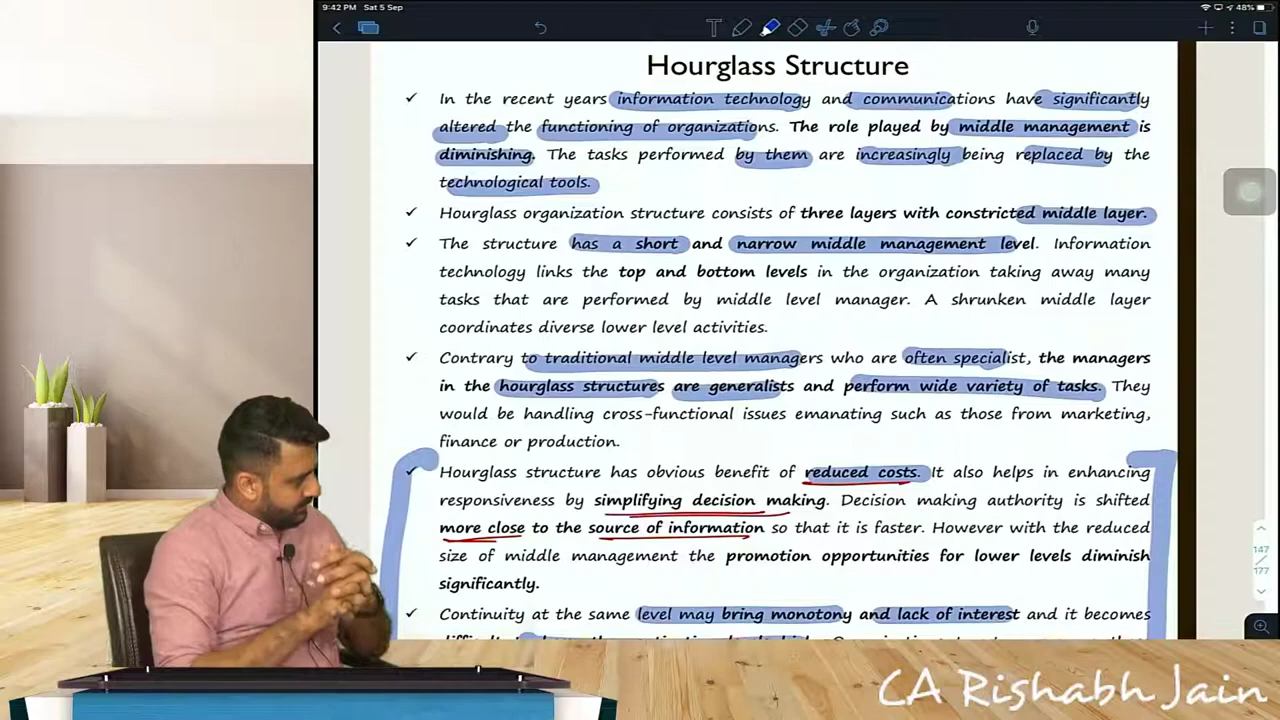 9:42 PM Sat 5 Sep
48%
Hourglass Structure
✓ In the recent years information technology and communications have significantly
altered the functioning of organizations. The role played by middle management is
diminishing. The tasks performed by them are increasingly being replaced by the
technological tools.
✓ Hourglass organization structure consists of three layers with constricted middle layer.
✓ The structure has a short and narrow middle management level. Information
technology links the top and bottom levels in the organization taking away many
tasks that are performed by middle level manager. A shrunken middle layer
coordinates diverse lower level activities.
✓ Contrary to traditional middle level managers who are often specialist, the managers
in the hourglass structures are generalists and perform wide variety of tasks. They
would be handling cross-functional issues emanating such as those from marketing,
finance or production.
✓ Hourglass structure has obvious benefit of reduced costs. It also helps in enhancing
responsiveness by simplifying decision making. Decision making authority is shifted
more close to the source of information so that it is faster. However with the reduced
size of middle management the promotion opportunities for lower levels diminish
significantly.
✓ Continuity at the same level may bring monotony and lack of interest and it becomes
147
177
CA Rishabh Jain